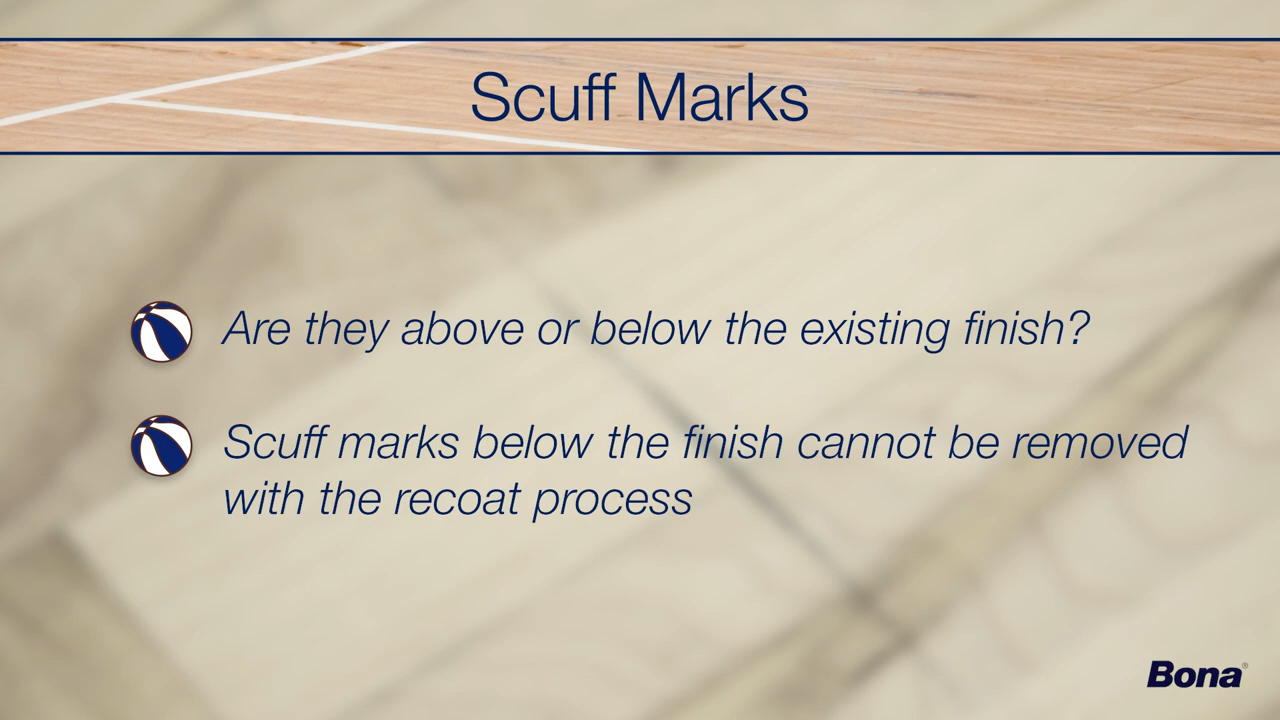 Scuff Marks
Are they above or below the existing finish?
Scuff marks below the finish cannot be removed
with the recoat process
Bona®